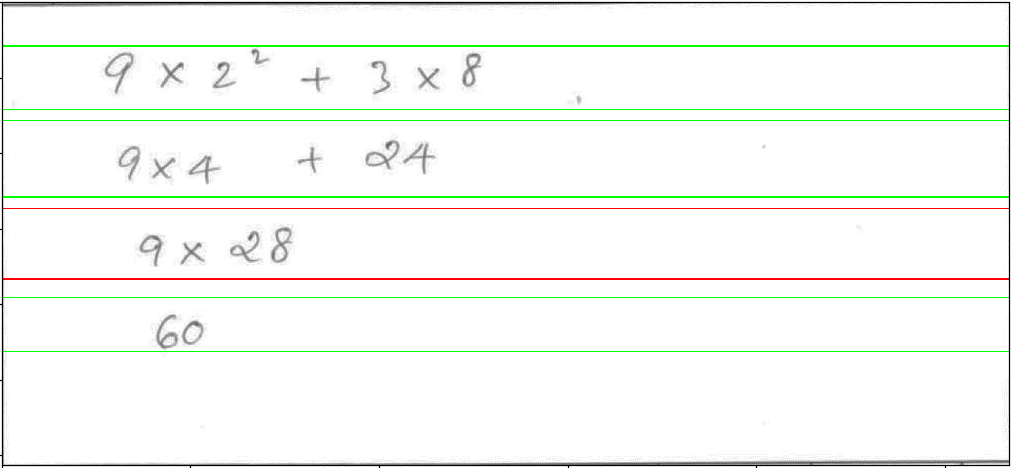 9 × 2² + 3 × 8
9 × 4 + 24
9 × 28
60